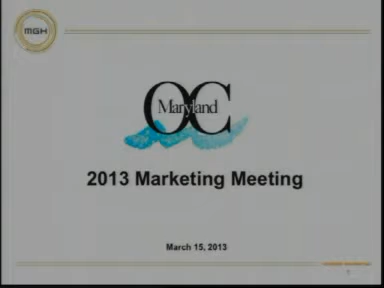 MGH
OC
Maryland
2013 Marketing Meeting
March 15, 2013